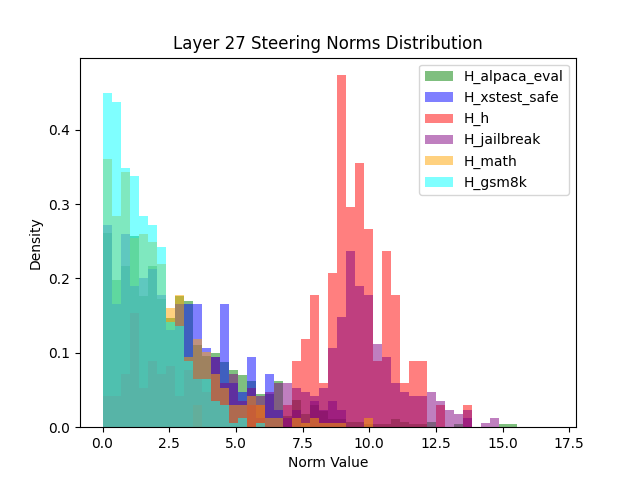 Layer 27 Steering Norms Distribution
H_alpaca_eval
H_xstest_safe
H_h
H_jailbreak
H_math
H_gsm8k
Density
0.4
0.3
0.2
0.1
0.0
0.0 2.5 5.0 7.5 10.0 12.5 15.0 17.5
Norm Value